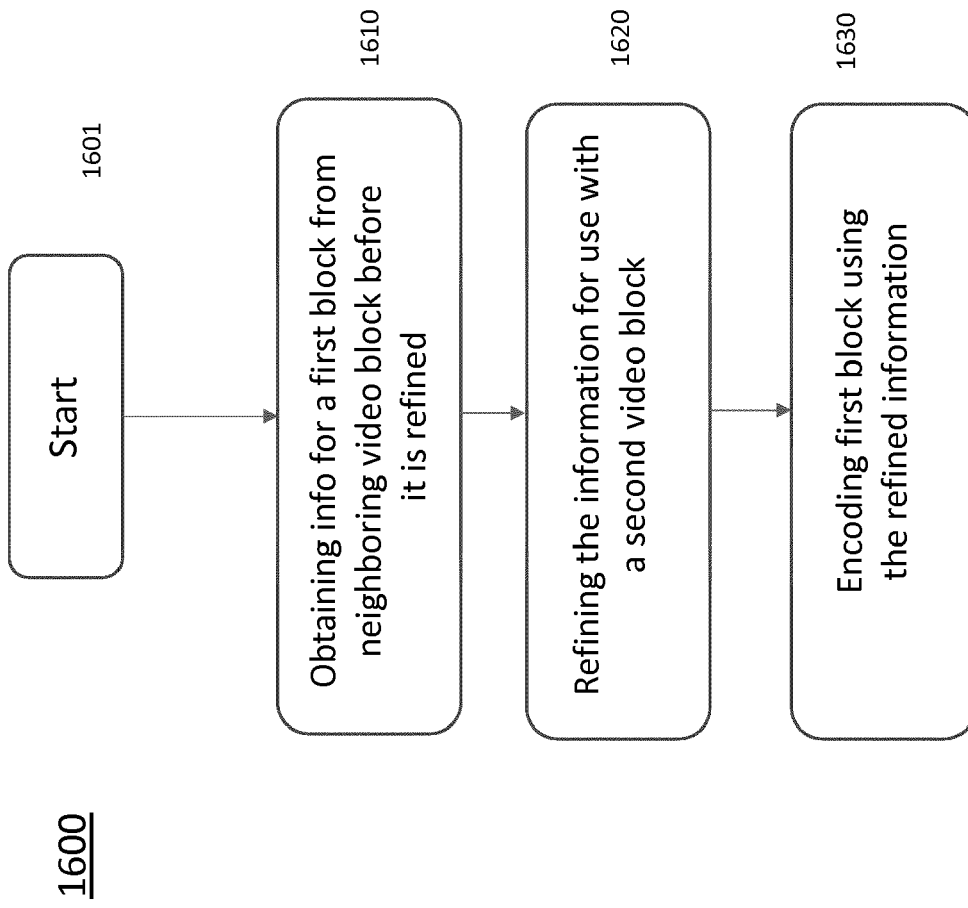 1600
Start
1601
Obtaining info for a first block from
neighboring video block before
it is refined
1610
Refining the information for use with
a second video block
1620
Encoding first block using
the refined information
1630